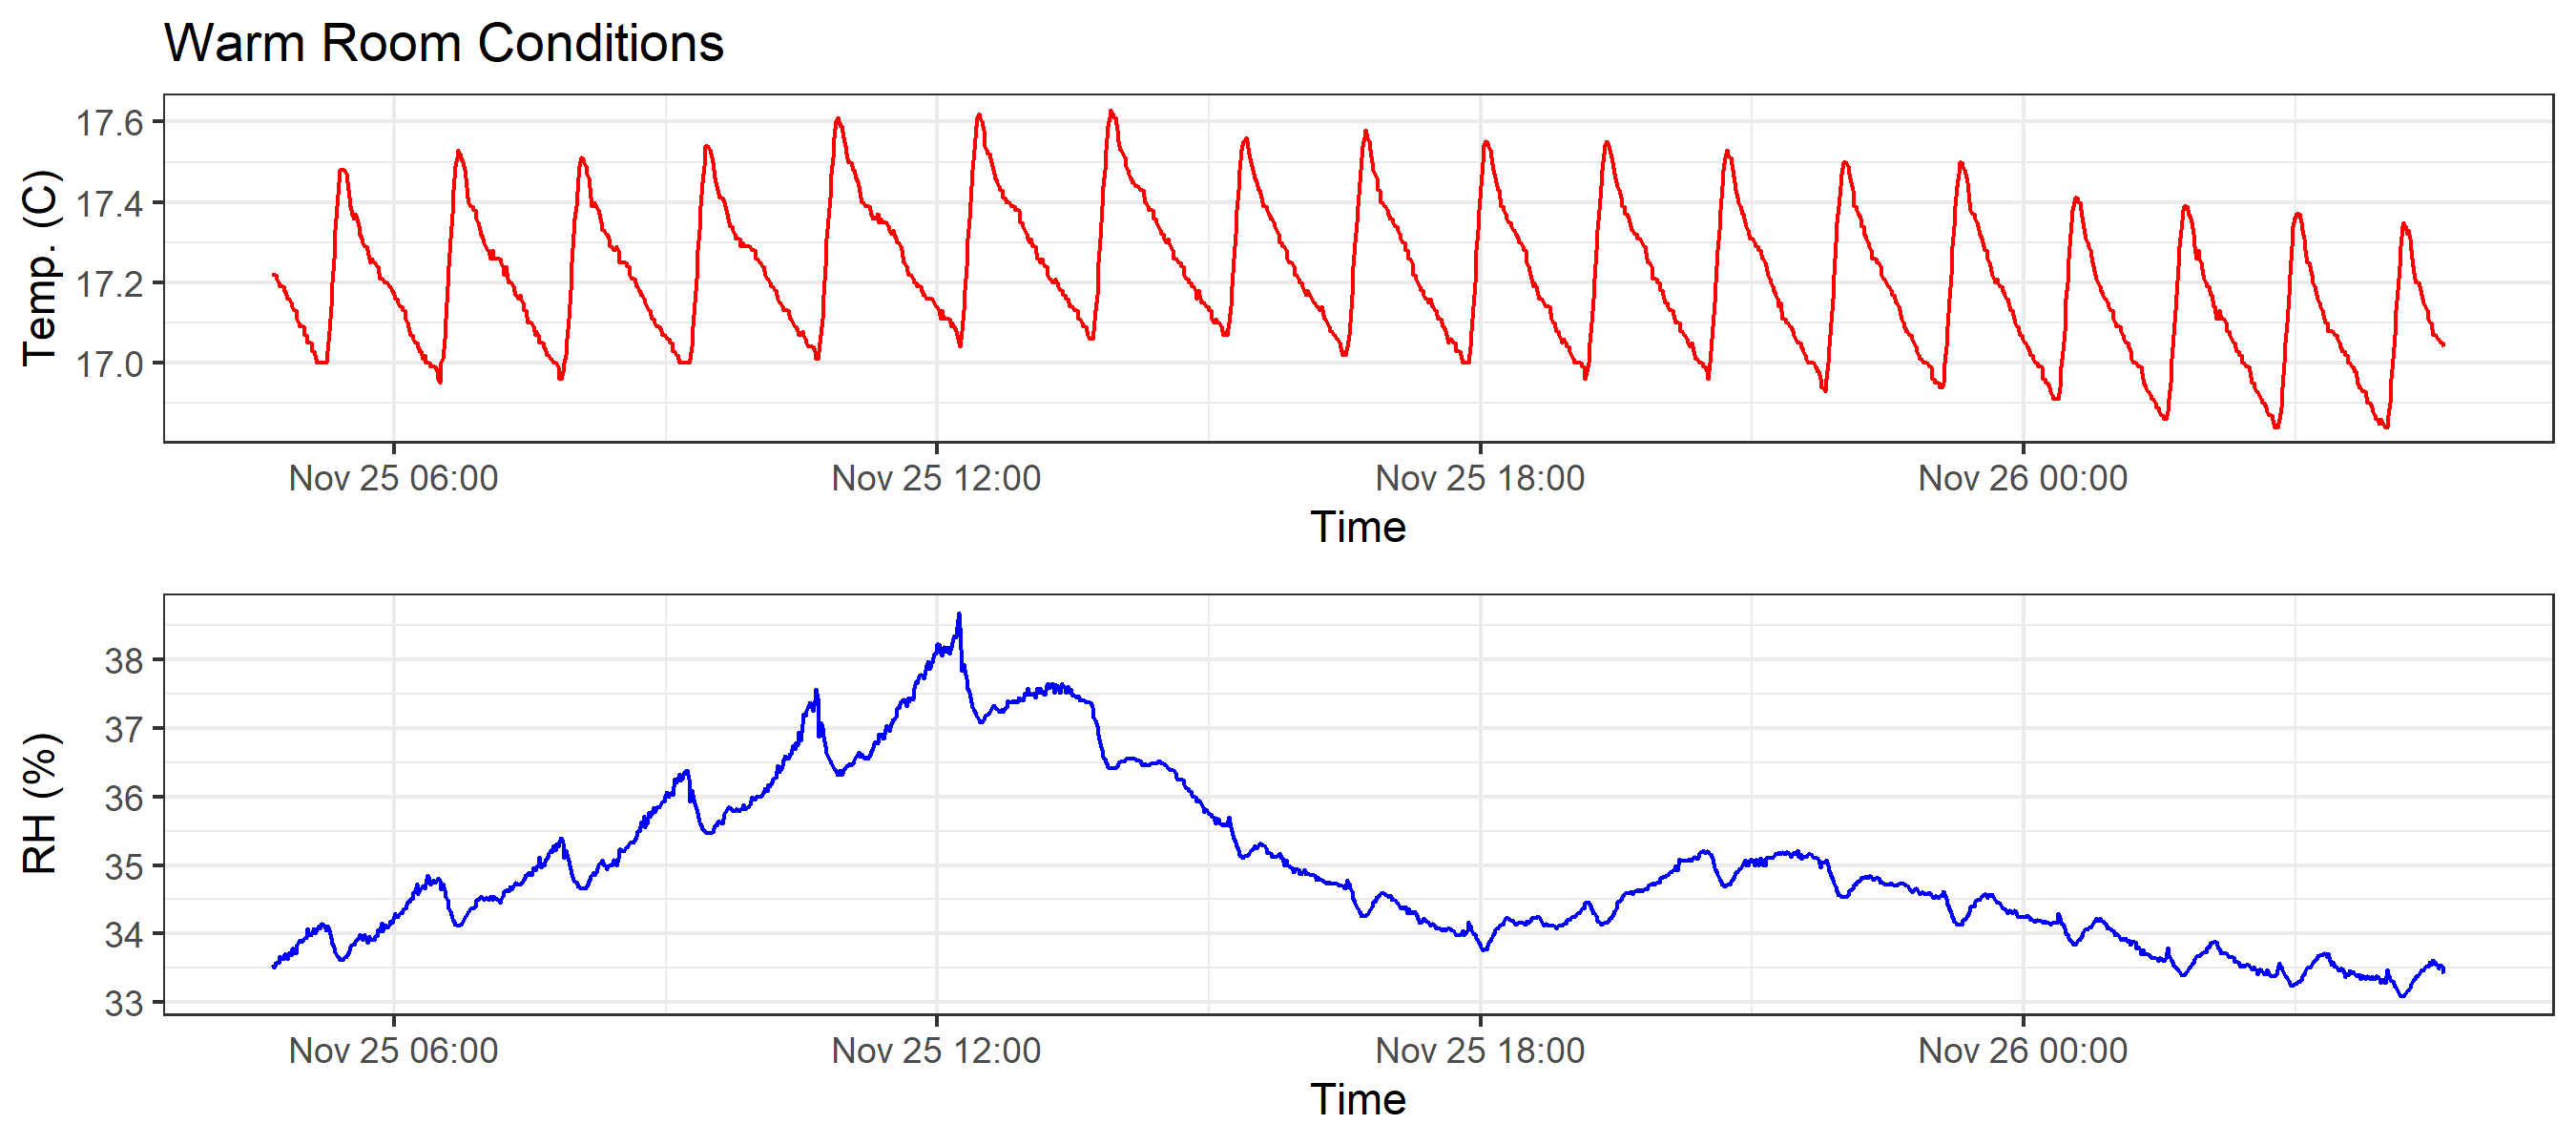 Warm Room Conditions
Temp. (C)
17.6
17.4
17.2
17.0
Nov 25 06:00 Nov 25 12:00 Nov 25 18:00 Nov 26 00:00
Time
RH (%)
38
37
36
35
34
33
Nov 25 06:00 Nov 25 12:00 Nov 25 18:00 Nov 26 00:00
Time